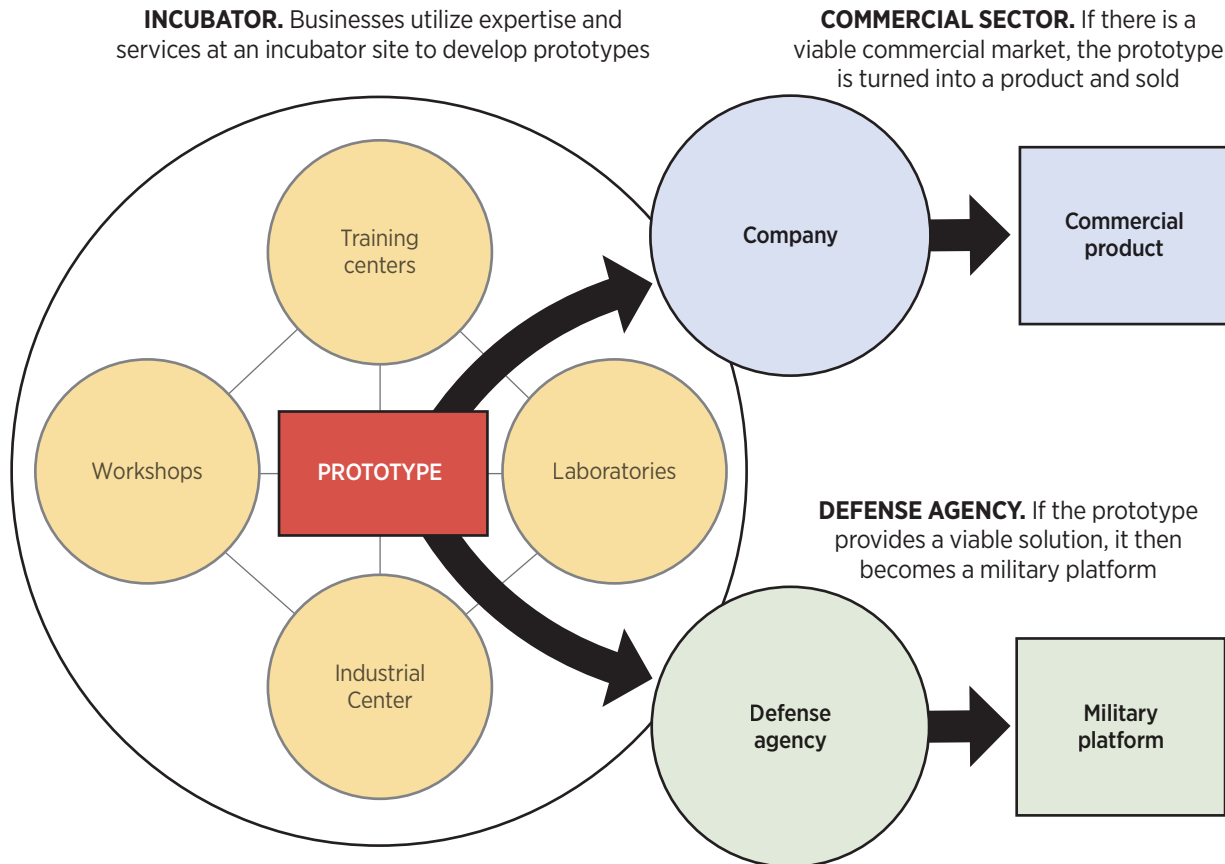 INCUBATOR. Businesses utilize expertise and
services at an incubator site to develop prototypes
COMMERCIAL SECTOR. If there is a
viable commercial market, the prototype
is turned into a product and sold
Training
centers
Company
Commercial
product
Workshops
PROTOTYPE
Laboratories
DEFENSE AGENCY. If the prototype
provides a viable solution, it then
becomes a military platform
Industrial
Center
Defense
agency
Military
platform